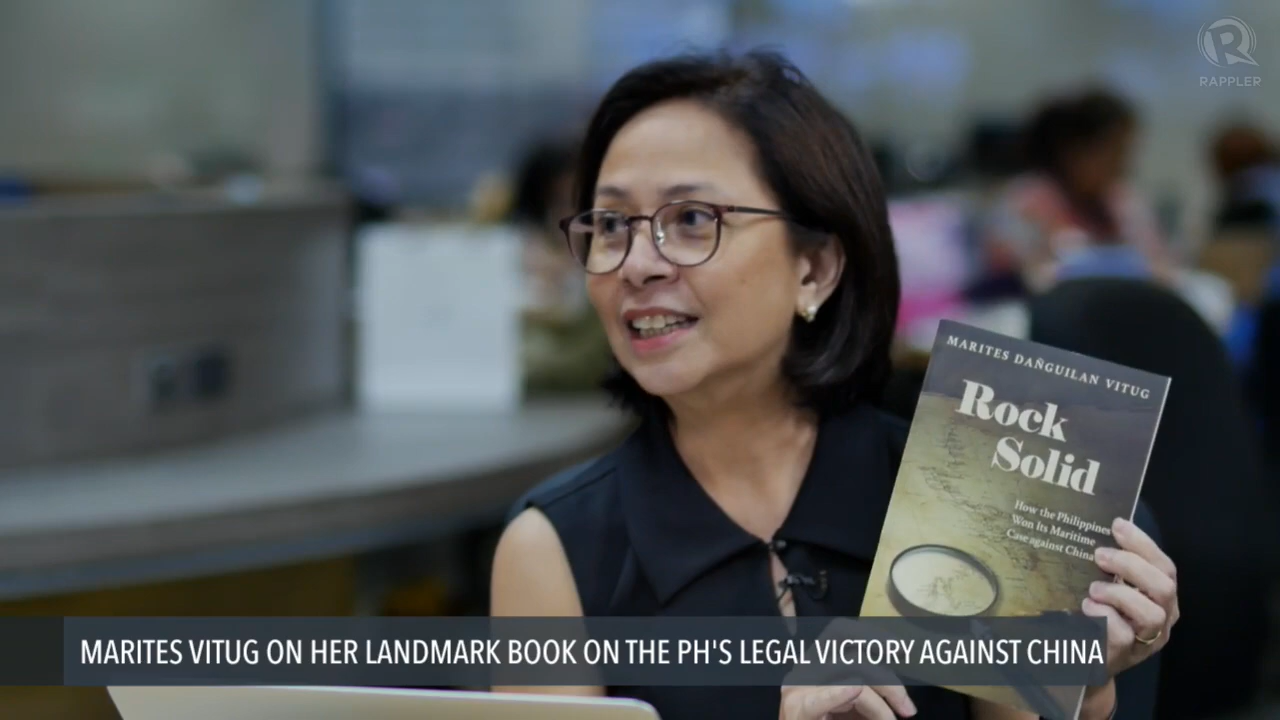 RAPPLER
MARITES DAÑGUILAN VITUG
Rock
Solid
How the Philippines
Won Its Maritime
Case against China
MARITES VITUG ON HER LANDMARK BOOK ON THE PH'S LEGAL VICTORY AGAINST CHINA